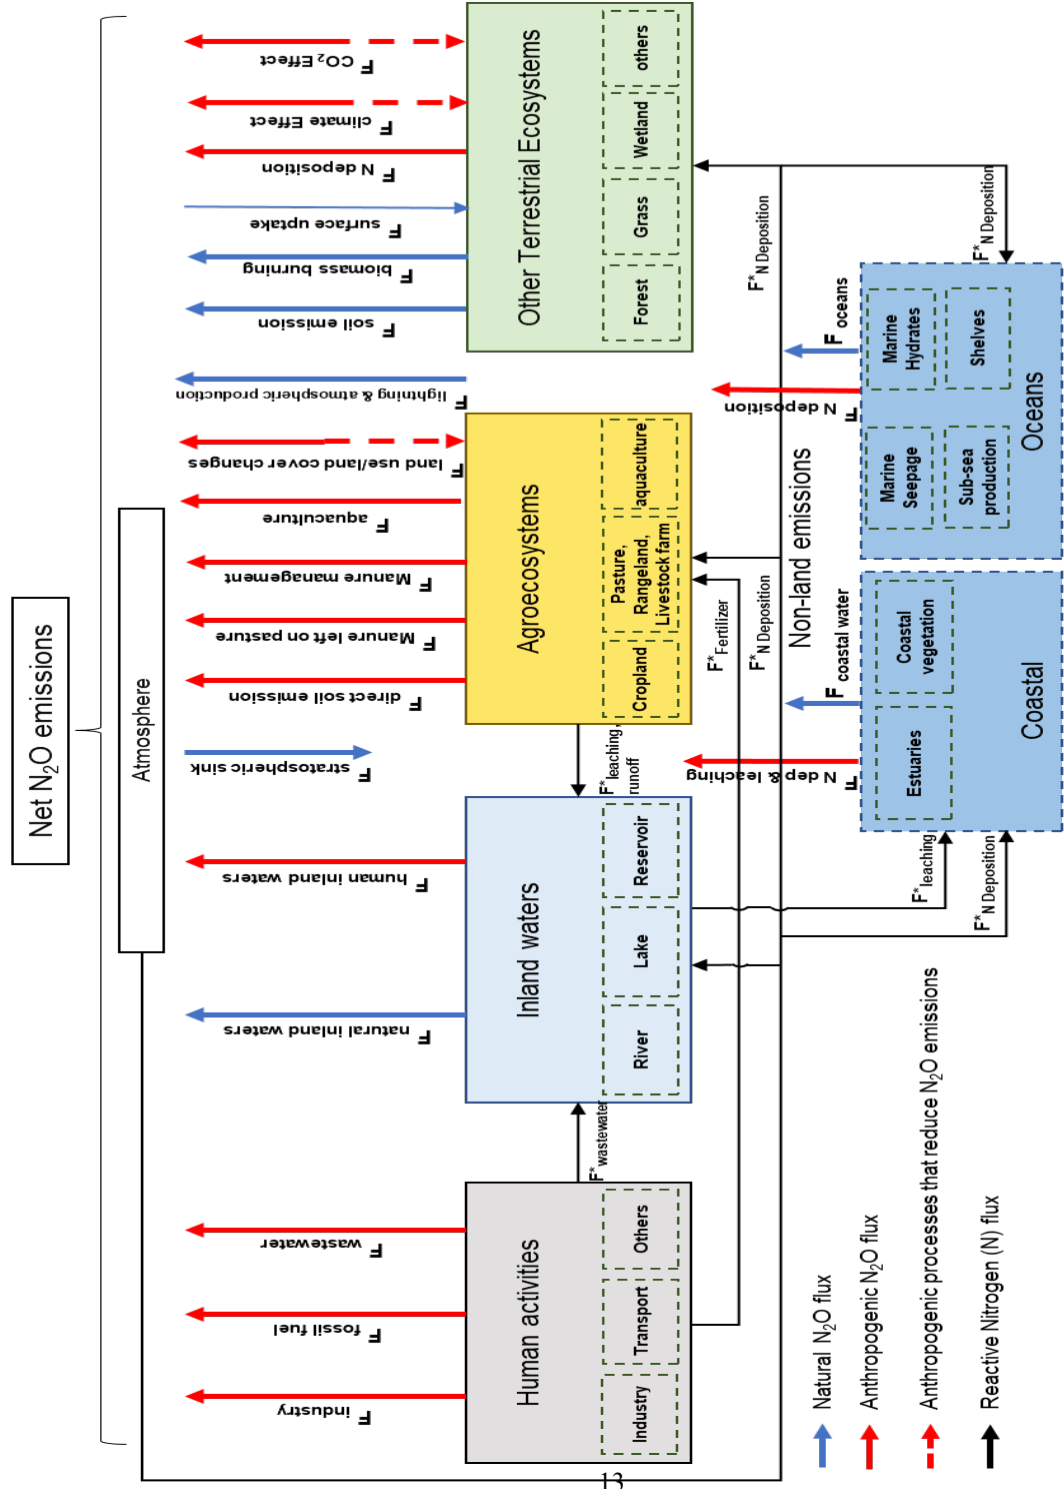 Net N₂O emissions
Atmosphere
F industry
F fossil fuel
F wastewater
F natural inland waters
F human inland waters
F stratospheric sink
F direct soil emission
F Manure left on pasture
F Manure management
F aquaculture
F land use/land cover changes
F lightning & atmospheric production
F soil emission
F biomass burning
F surface uptake
F N deposition
F climate Effect
F CO₂ Effect
Human activities
Industry
Transport
Others
F*wastewater
Inland waters
River
Lake
Reservoir
F*leaching,
runoff
Agroecosystems
Cropland
Pasture,
Rangeland,
Livestock farm
aquaculture
Other Terrestrial Ecosystems
Forest
Grass
Wetland
others
F*Fertilizer
F*N Deposition
F*N Deposition
Non-land emissions
F N dep & leaching
F coastal water
F N deposition
F oceans
F*leaching
F*N Deposition
F*N Deposition
Estuaries
Coastal
vegetation
Coastal
Marine
Seepage
Marine
Hydrates
Sub-sea
production
Shelves
Oceans
Natural N₂O flux
Anthropogenic N₂O flux
Anthropogenic processes that reduce N₂O emissions
Reactive Nitrogen (N) flux
13